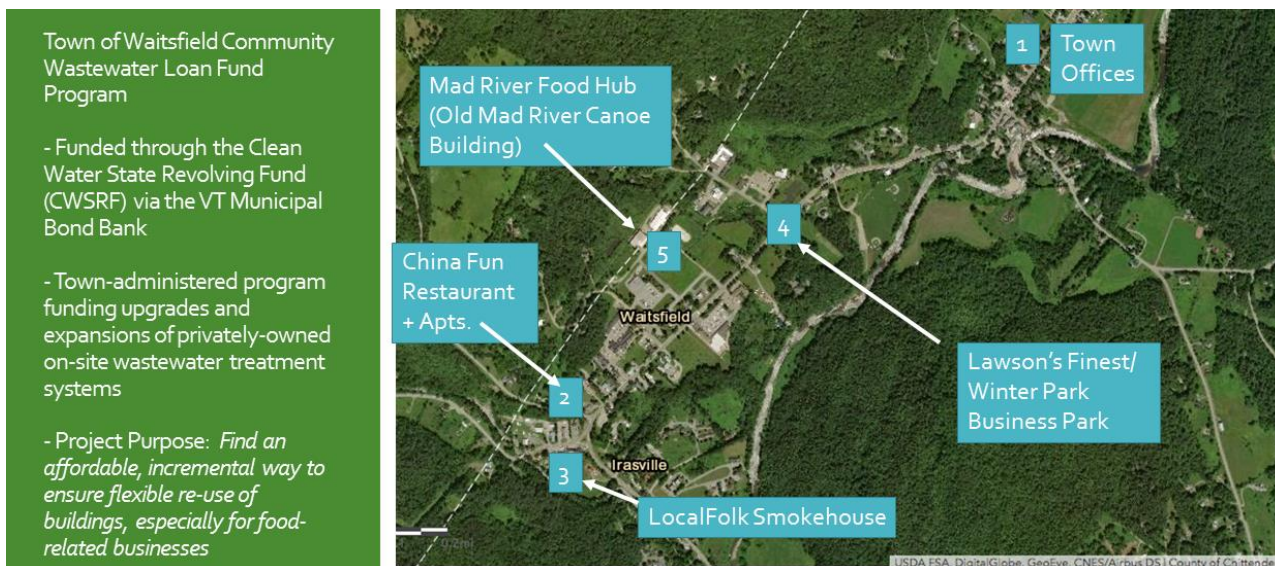 Town of Waitsfield Community
Wastewater Loan Fund
Program
- Funded through the Clean
Water State Revolving Fund
(CWSRF) via the VT Municipal
Bond Bank
-Town-administered program
funding upgrades and
expansions of privately-owned
on-site wastewater treatment
systems
- Project Purpose: Find an
affordable, incremental way to
ensure flexible re-use of
buildings, especially for food-
related businesses
1
Town
Offices
Mad River Food Hub
(Old Mad River Canoe
Building)
4
5
China Fun
Restaurant
+ Apts.
Waitsfield
Lawson's Finest/
Winter Park
Business Park
2
Irasville
3
LocalFolk Smokehouse
0.2mi
USDA FSA, DigitalGlobe, GeoEye, CNES/Airbus DS | County of Chittende